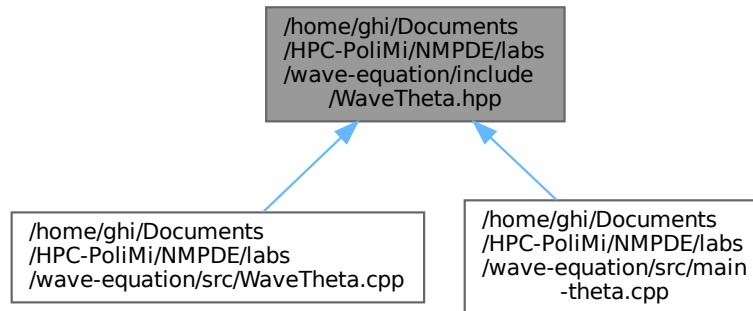 /home/ghi/Documents
/HPC-PoliMi/NMPDE/labs
/wave-equation/include
/WaveTheta.hpp
/home/ghi/Documents
/HPC-PoliMi/NMPDE/labs
/wave-equation/src/WaveTheta.cpp
/home/ghi/Documents
/HPC-PoliMi/NMPDE/labs
/wave-equation/src/main
-theta.cpp